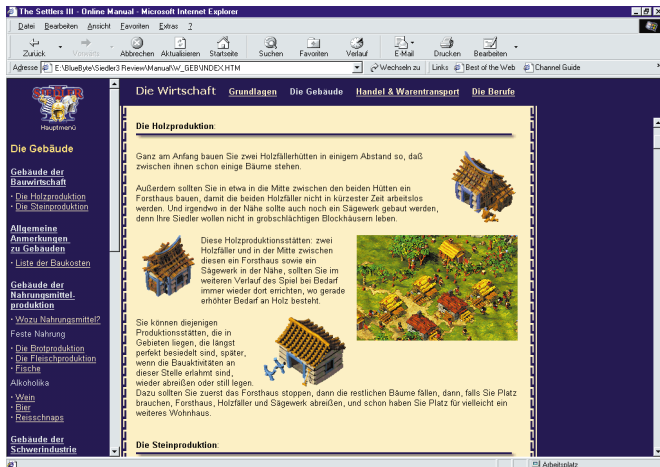 The Settlers III - Online Manual - Microsoft Internet Explorer
Datei Bearbeiten Ansicht Favoriten Extras ?
Zurück Vorwärts Abbrechen Aktualisieren Startseite Suchen Favoriten Verlauf E-Mail Drucken Bearbeiten
Adresse E:\BlueByte\Siedler3 Review\Manual\W_GEB\INDEX.HTM Wechseln zu Links Best of the Web Channel Guide
Die Wirtschaft Grundlagen Die Gebäude Handel & Warentransport Die Berufe
Hauptmenü
Die Gebäude
Gebäude der
Bauwirtschaft
· Die Holzproduktion
· Die Steinproduktion
Allgemeine
Anmerkungen
zu Gebäuden
· Liste der Baukosten
Gebäude der
Nahrungsmittel-
produktion
· Wozu Nahrungsmittel?
Feste Nahrung
· Die Brotproduktion
· Die Fleischproduktion
· Fische
Alkoholika
· Wein
· Bier
· Reisschnaps
Gebäude der
Schwerindustrie
Die Holzproduktion:
Ganz am Anfang bauen Sie zwei Holzfällerhütten in einigem Abstand so, daß
zwischen ihnen schon einige Bäume stehen.
Außerdem sollten Sie in etwa in die Mitte zwischen den beiden Hütten ein
Forsthaus bauen, damit die beiden Holzfäller nicht in kürzester Zeit arbeitslos
werden. Und irgendwo in der Nähe sollte auch noch ein Sägewerk gebaut werden,
denn Ihre Siedler wollen nicht in grobschlächtigen Blockhäusern leben.
Diese Holzproduktionsstätten: zwei
Holzfäller und in der Mitte zwischen
diesen ein Forsthaus sowie ein
Sägewerk in der Nähe, sollten Sie im
weiteren Verlauf des Spiel bei Bedarf
immer wieder dort errichten, wo gerade
erhöhter Bedarf an Holz besteht.
Sie können diejenigen
Produktionsstätten, die in
Gebieten liegen, die längst
perfekt besiedelt sind, später,
wenn die Bauaktivitäten an
dieser Stelle erlahmt sind,
wieder abreißen oder still legen.
Dazu sollten Sie zuerst das Forsthaus stoppen, dann die restlichen Bäume fällen, dann, falls Sie Platz
brauchen, Forsthaus, Holzfäller und Sägewerk abreißen, und schon haben Sie Platz für vielleicht ein
weiteres Wohnhaus.
Die Steinproduktion:
Arbeitsplatz